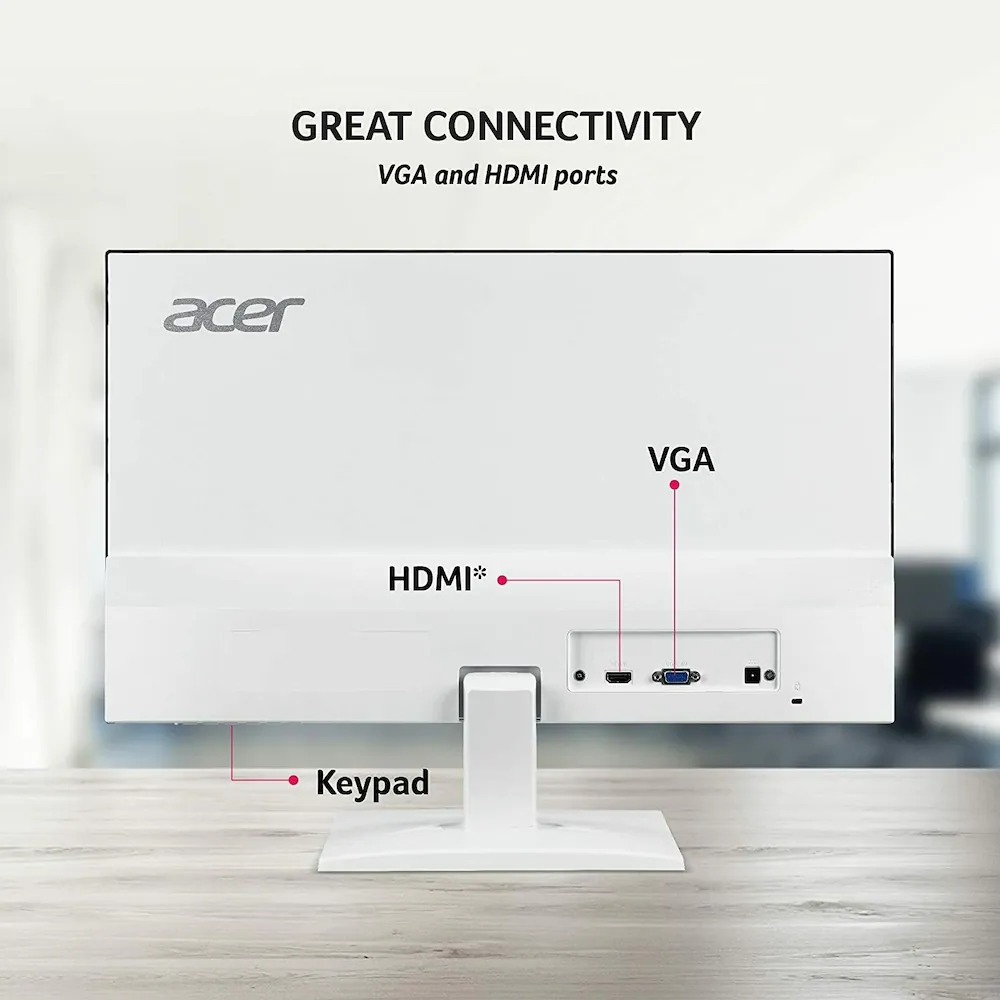 GREAT CONNECTIVITY
VGA and HDMI ports
acer
VGA
HDMI*
Keypad